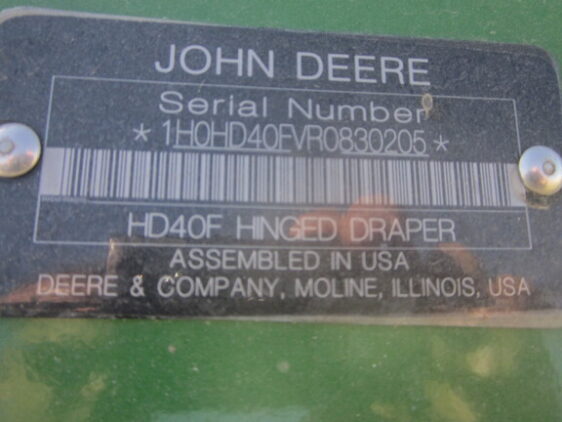 JOHN DEERE
Serial Number
*1H0HD40FVR0830205*
HD40F HINGED DRAPER
ASSEMBLED IN USA
DEERE & COMPANY, MOLINE, ILLINOIS, USA